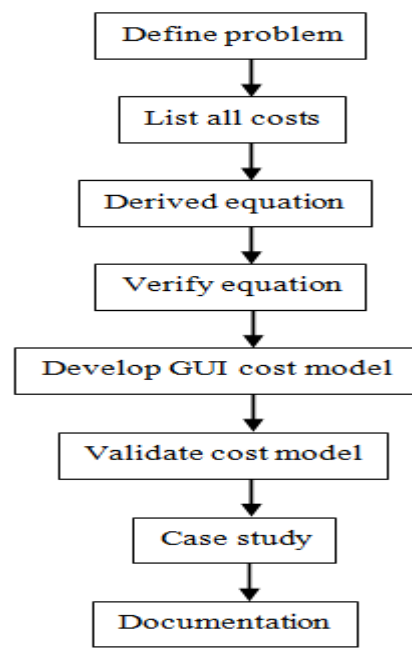 Define problem
List all costs
Derived equation
Verify equation
Develop GUI cost model
Validate cost model
Case study
Documentation